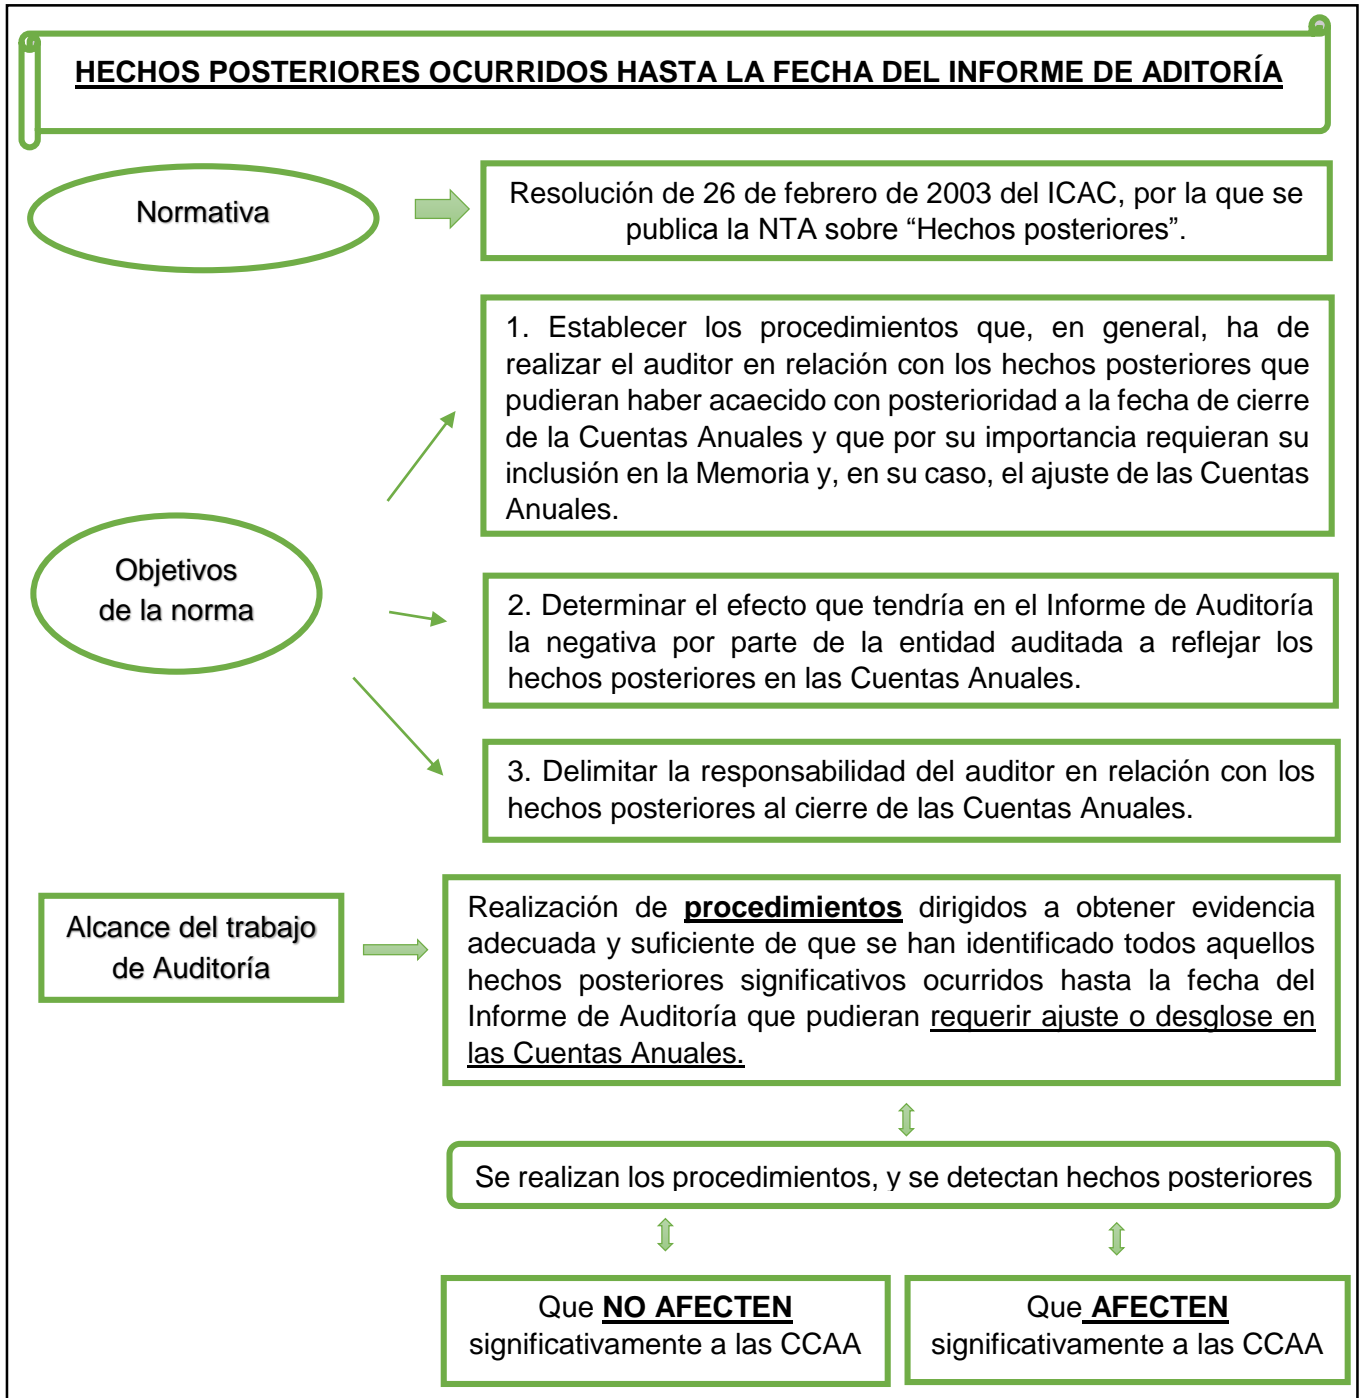 HECHOS POSTERIORES OCURRIDOS HASTA LA FECHA DEL INFORME DE ADITORÍA
Normativa
Resolución de 26 de febrero de 2003 del ICAC, por la que se
publica la NTA sobre “Hechos posteriores”.
Objetivos
de la norma
1. Establecer los procedimientos que, en general, ha de
realizar el auditor en relación con los hechos posteriores que
pudieran haber acaecido con posterioridad a la fecha de cierre
de la Cuentas Anuales y que por su importancia requieran su
inclusión en la Memoria y, en su caso, el ajuste de las Cuentas
Anuales.
2. Determinar el efecto que tendría en el Informe de Auditoría
la negativa por parte de la entidad auditada a reflejar los
hechos posteriores en las Cuentas Anuales.
3. Delimitar la responsabilidad del auditor en relación con los
hechos posteriores al cierre de las Cuentas Anuales.
Alcance del trabajo
de Auditoría
Realización de procedimientos dirigidos a obtener evidencia
adecuada y suficiente de que se han identificado todos aquellos
hechos posteriores significativos ocurridos hasta la fecha del
Informe de Auditoría que pudieran requerir ajuste o desglose en
las Cuentas Anuales.
Se realizan los procedimientos, y se detectan hechos posteriores
Que NO AFECTEN
significativamente a las CCAA
Que AFECTEN
significativamente a las CCAA